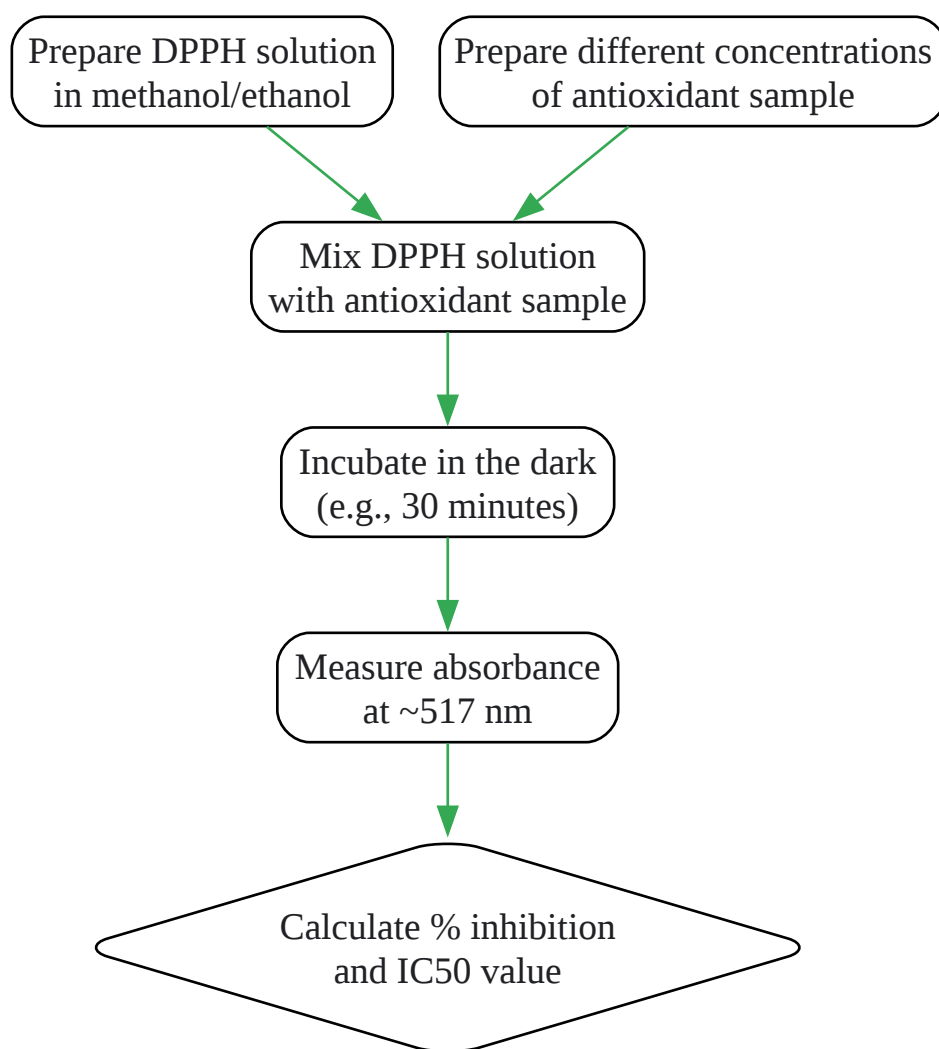 Prepare DPPH solution
in methanol/ethanol
Prepare different concentrations
of antioxidant sample
Mix DPPH solution
with antioxidant sample
Incubate in the dark
(e.g., 30 minutes)
Measure absorbance
at ~517 nm
Calculate % inhibition
and IC50 value